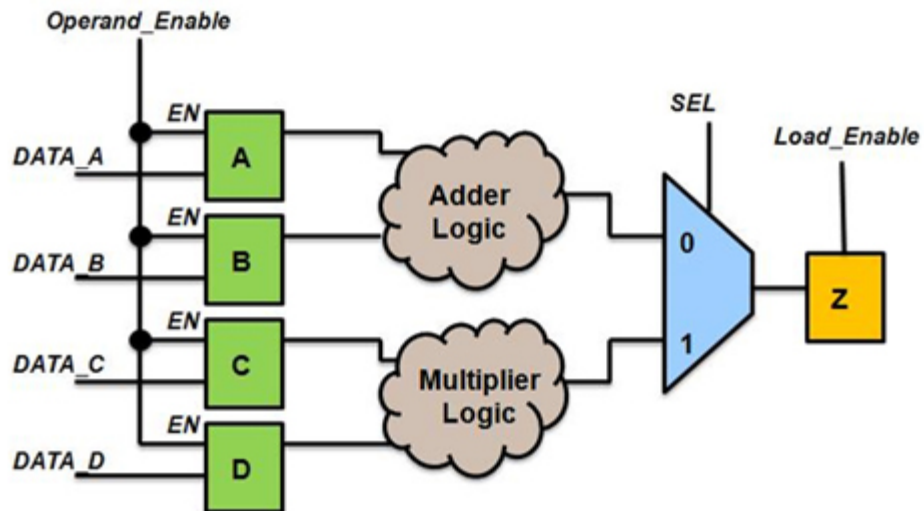 Operand_Enable
EN
SEL
A
DATA_A
Load_Enable
Adder
Logic
EN
B
DATA_B
0
Z
EN
C
DATA_C
1
Multiplier
Logic
EN
D
DATA_D